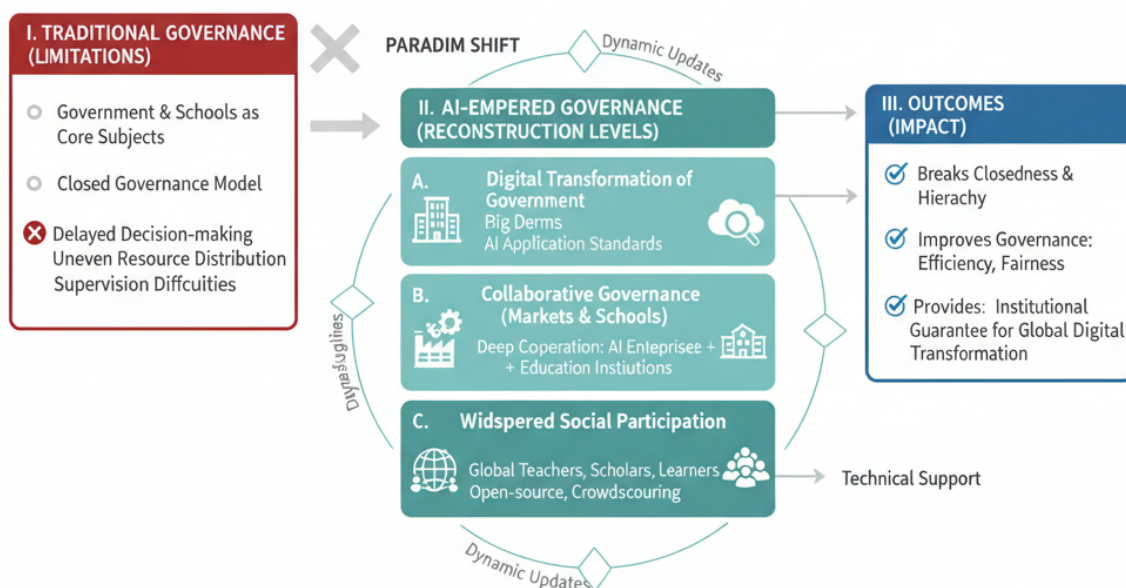 I. TRADITIONAL GOVERNANCE
(LIMITATIONS)
Government & Schools as
Core Subjects
Closed Governance Model
Delayed Decision-making
Uneven Resource Distribution
Supervision Diffcuities
PARADIM SHIFT
Dynamic Updates
II. AI-EMPERED GOVERNANCE
(RECONSTRUCTION LEVELS)
A. Digital Transformation of
Government
Big Derms
AI Application Standards
B. Collaborative Governance
(Markets & Schools)
Deep Coperation: AI Enteprisee +
+ Education Instiutions
C. Widspered Social Participation
Global Teachers, Scholars, Learners
Open-source, Crowdscouring
Dynamic Updates
III. OUTCOMES
(IMPACT)
Breaks Closedness &
Hierachy
Improves Governance:
Efficiency, Fairness
Provides: Institutional
Guarantee for Global Digital
Transformation
Technical Support